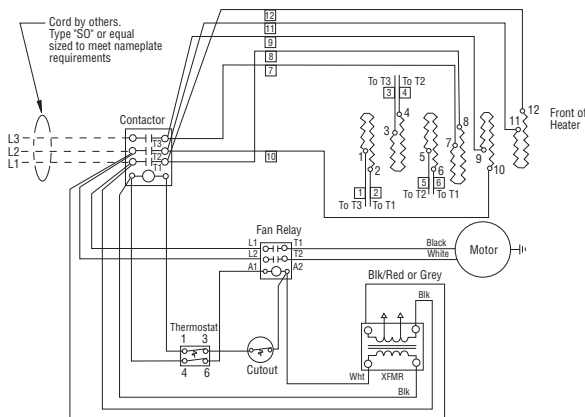 Cord by others.
Type "SO" or equal
sized to meet nameplate
requirements
12
11
9
8
7
10
Contactor
L3
L2
L1
T3
T2
T1
To T3 To T2
3 4
4
3
1
2
1 2
To T3 To T1
5
6
5 6
To T2 To T1
7
8
9
10
11
12
Front of
Heater
Fan Relay
L1 T1
L2 T2
A1 A2
Black
White
Motor
Blk/Red or Grey
Blk
Thermostat
1 3
4 6
Cutout
Wht
XFMR
Blk